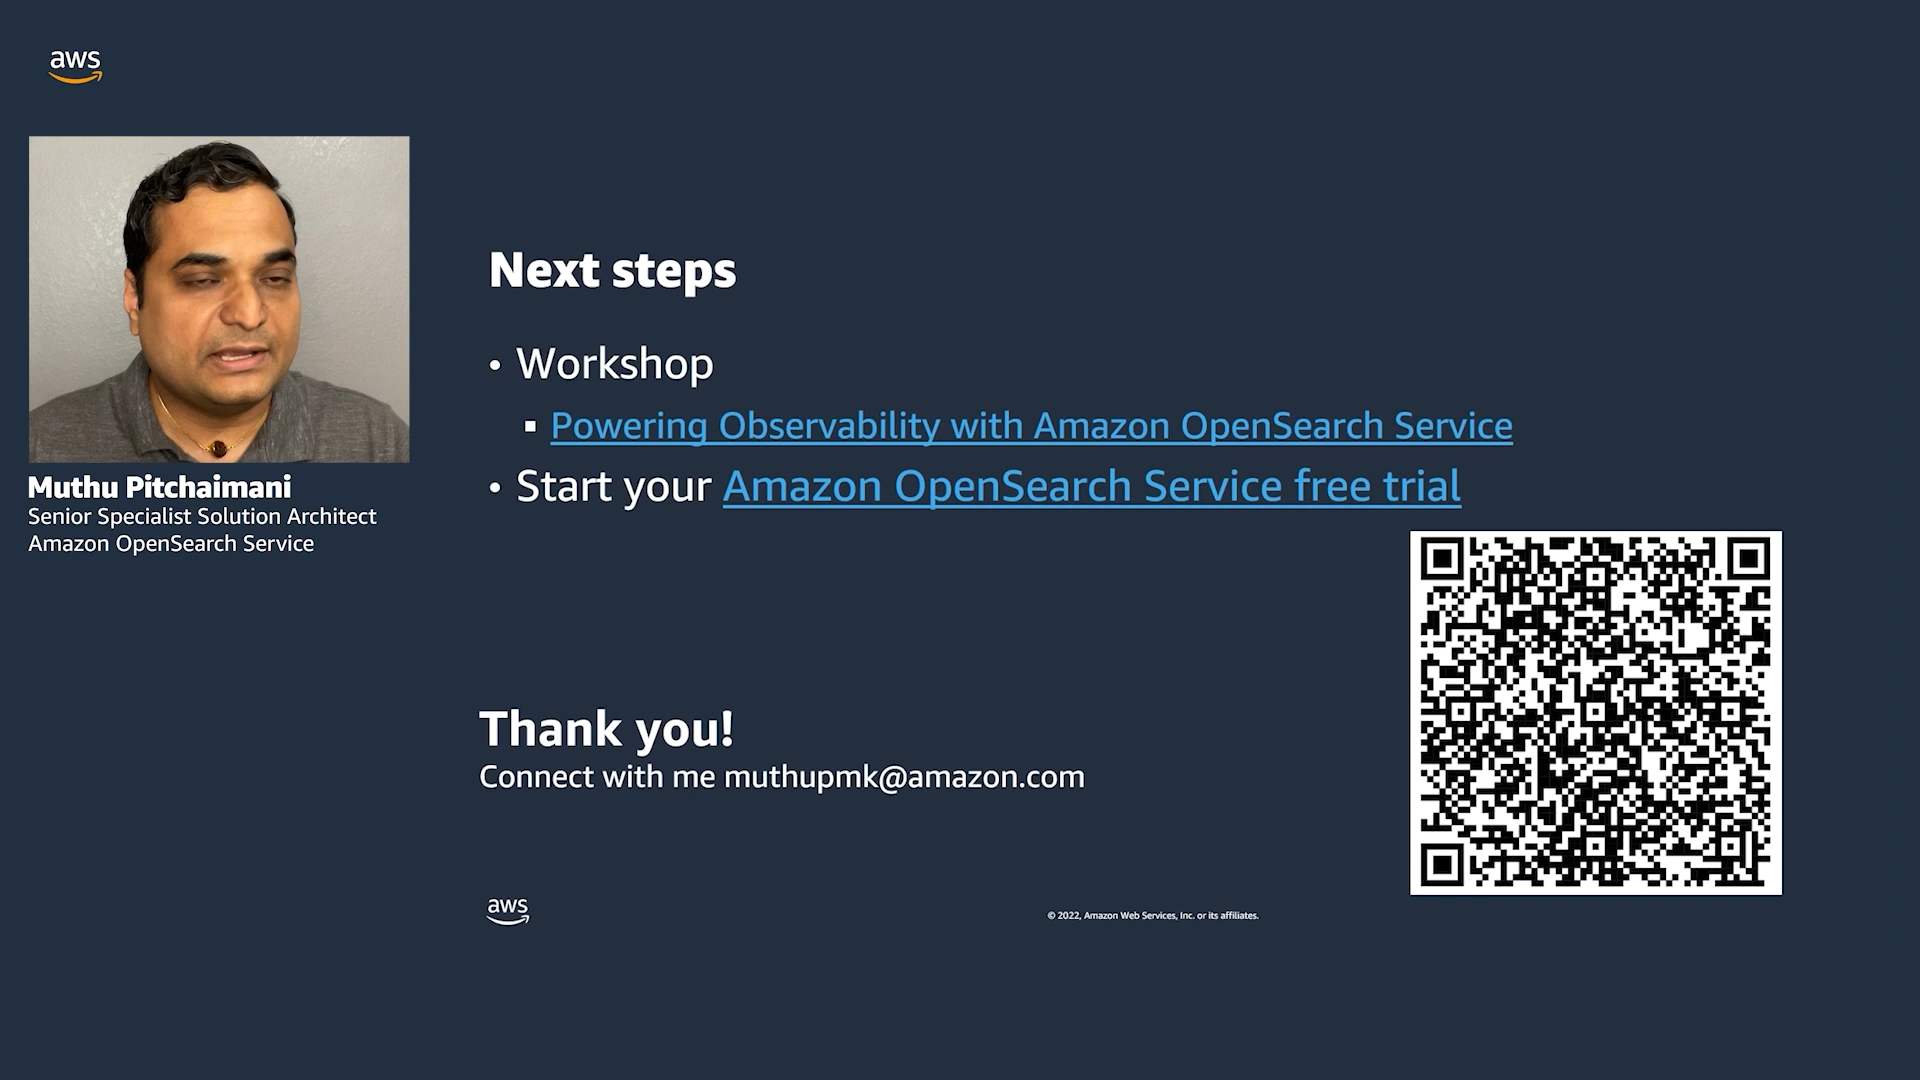 aws
Muthu Pitchaimani
Senior Specialist Solution Architect
Amazon OpenSearch Service
Next steps
• Workshop
▪ Powering Observability with Amazon OpenSearch Service
• Start your Amazon OpenSearch Service free trial
Thank you!
Connect with me muthupmk@amazon.com
aws
© 2022, Amazon Web Services, Inc. or its affiliates.